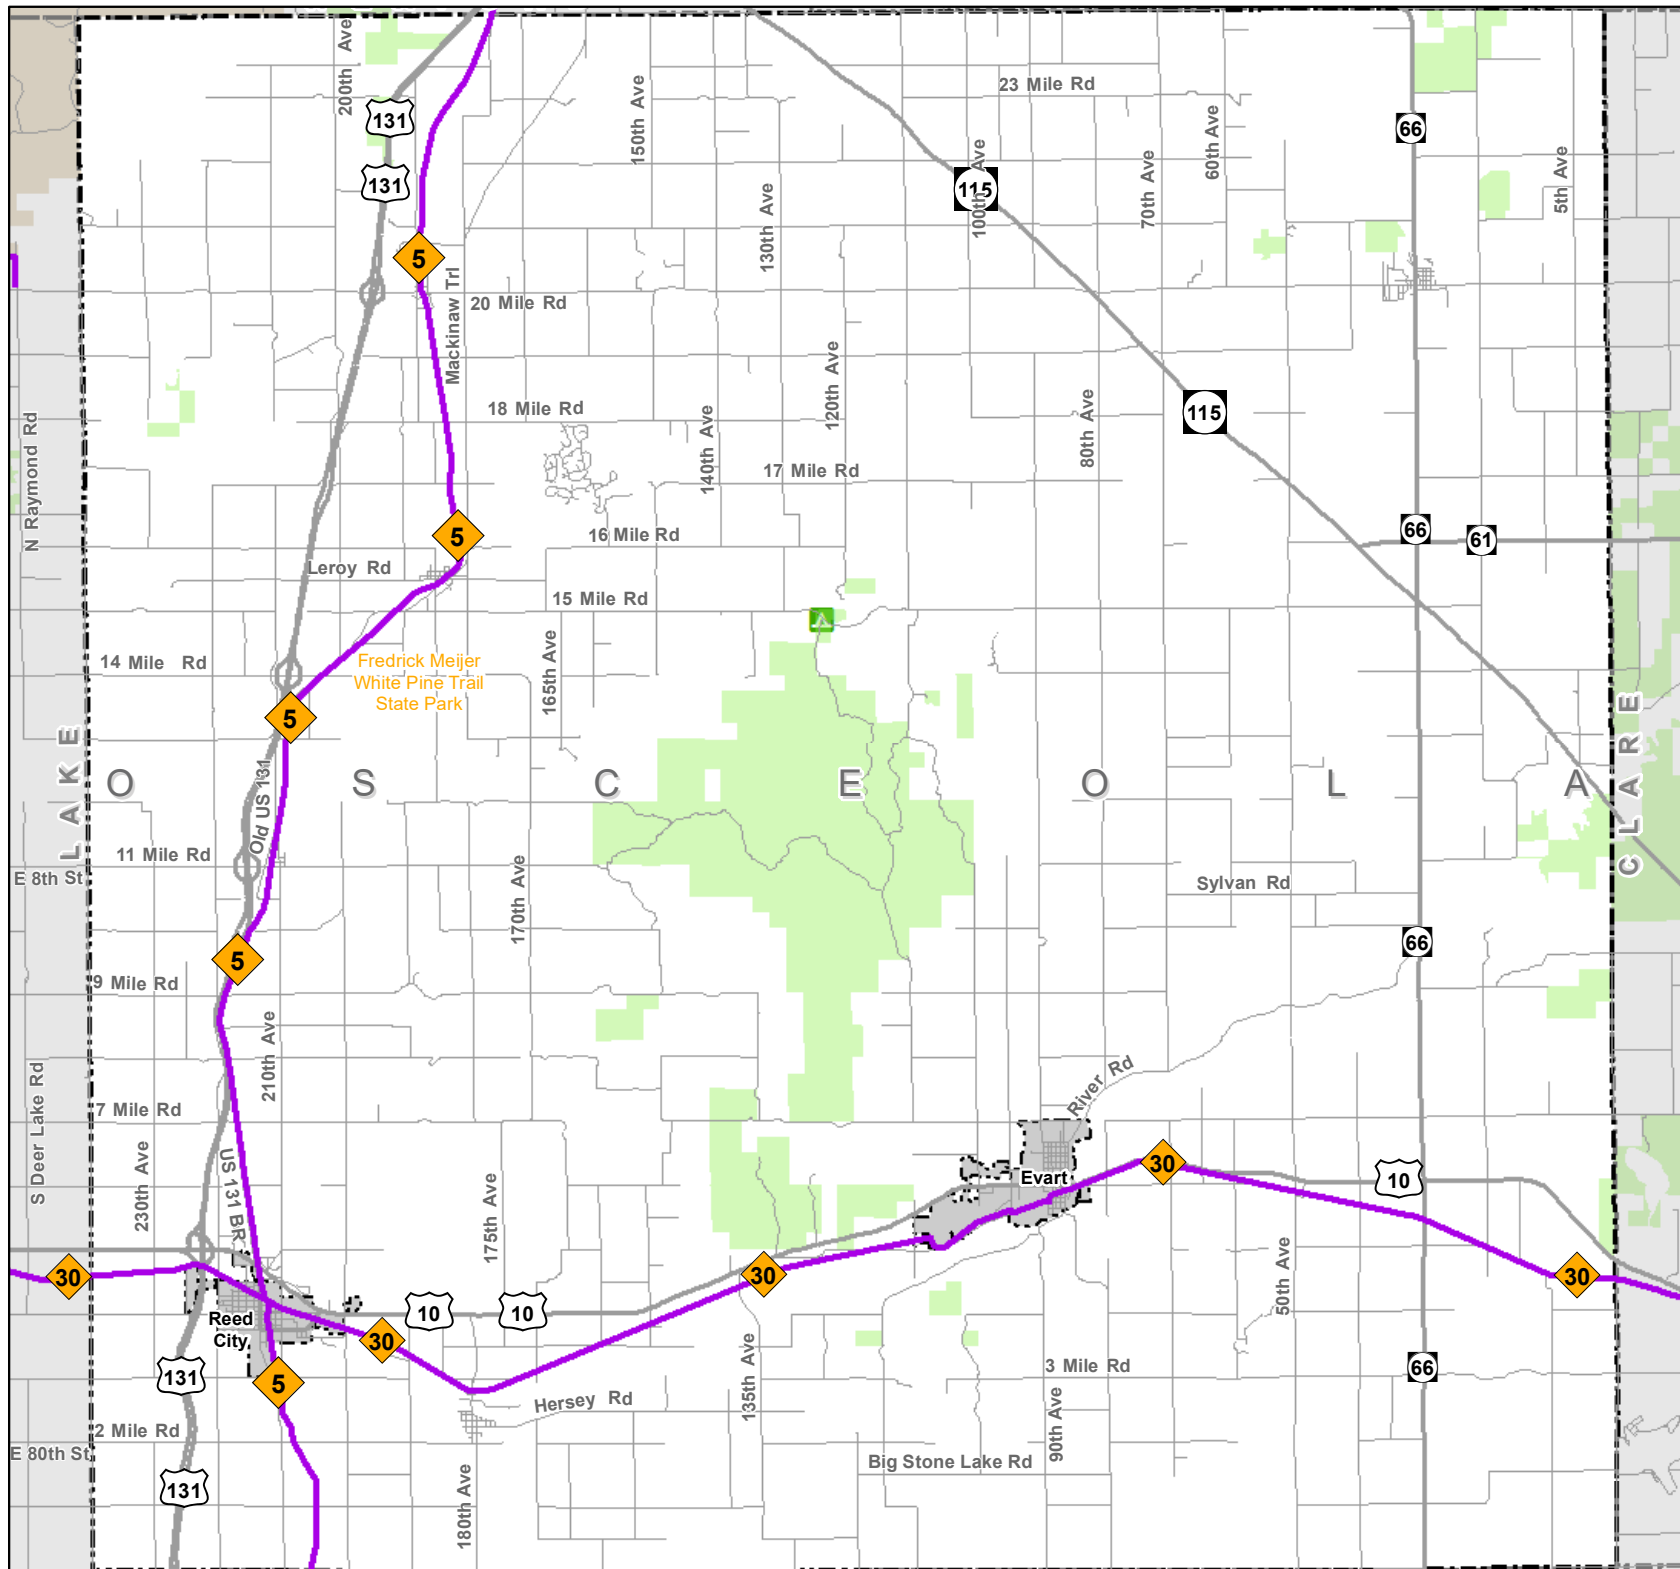 200th Ave
131
131
150th Ave
23 Mile Rd
60th Ave
66
115
100th Ave
70th Ave
5th Ave
130th Ave
5
Mackinaw Trl
20 Mile Rd
120th Ave
18 Mile Rd
140th Ave
17 Mile Rd
80th Ave
115
N Raymond Rd
5
16 Mile Rd
66
61
Leroy Rd
15 Mile Rd
14 Mile Rd
Fredrick Meijer
White Pine Trail
State Park
165th Ave
5
LAKE
O S C E O L A
CLARE
Old US 131
11 Mile Rd
E 8th St
170th Ave
Sylvan Rd
5
66
9 Mile Rd
210th Ave
S Deer Lake Rd
7 Mile Rd
River Rd
230th Ave
US 131 BR
175th Ave
Evart
30
10
30
30
30
50th Ave
Reed
City
10
10
30
131
5
135th Ave
3 Mile Rd
66
Hersey Rd
90th Ave
2 Mile Rd
E 80th St
Big Stone Lake Rd
131
180th Ave